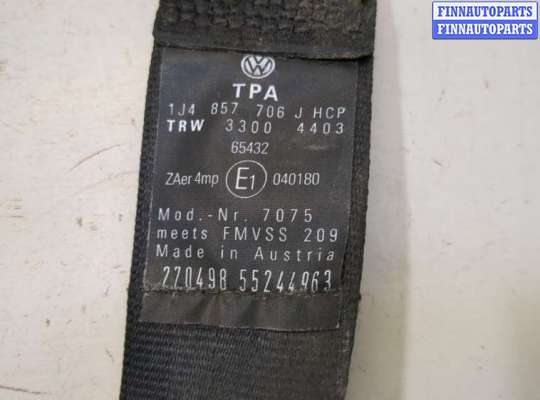 FINNAUTOPARTS
FINNAUTOPARTS
TPA
1J4 857 706 J HCP
TRW 3300 4403
65432
ZAer 4mp E1 040180
Mod.-Nr. 7075
meets FMVSS 209
Made in Austria
220498 55244963